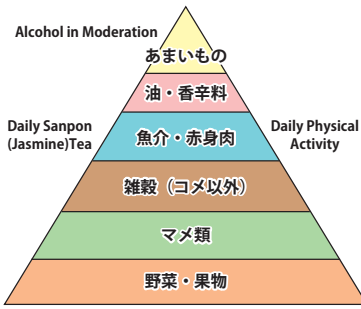 Alcohol in Moderation
あまいもの
油・香辛料
Daily Sanpon
(Jasmine)Tea
魚介・赤身肉
Daily Physical
Activity
雑穀（コメ以外）
マメ類
野菜・果物